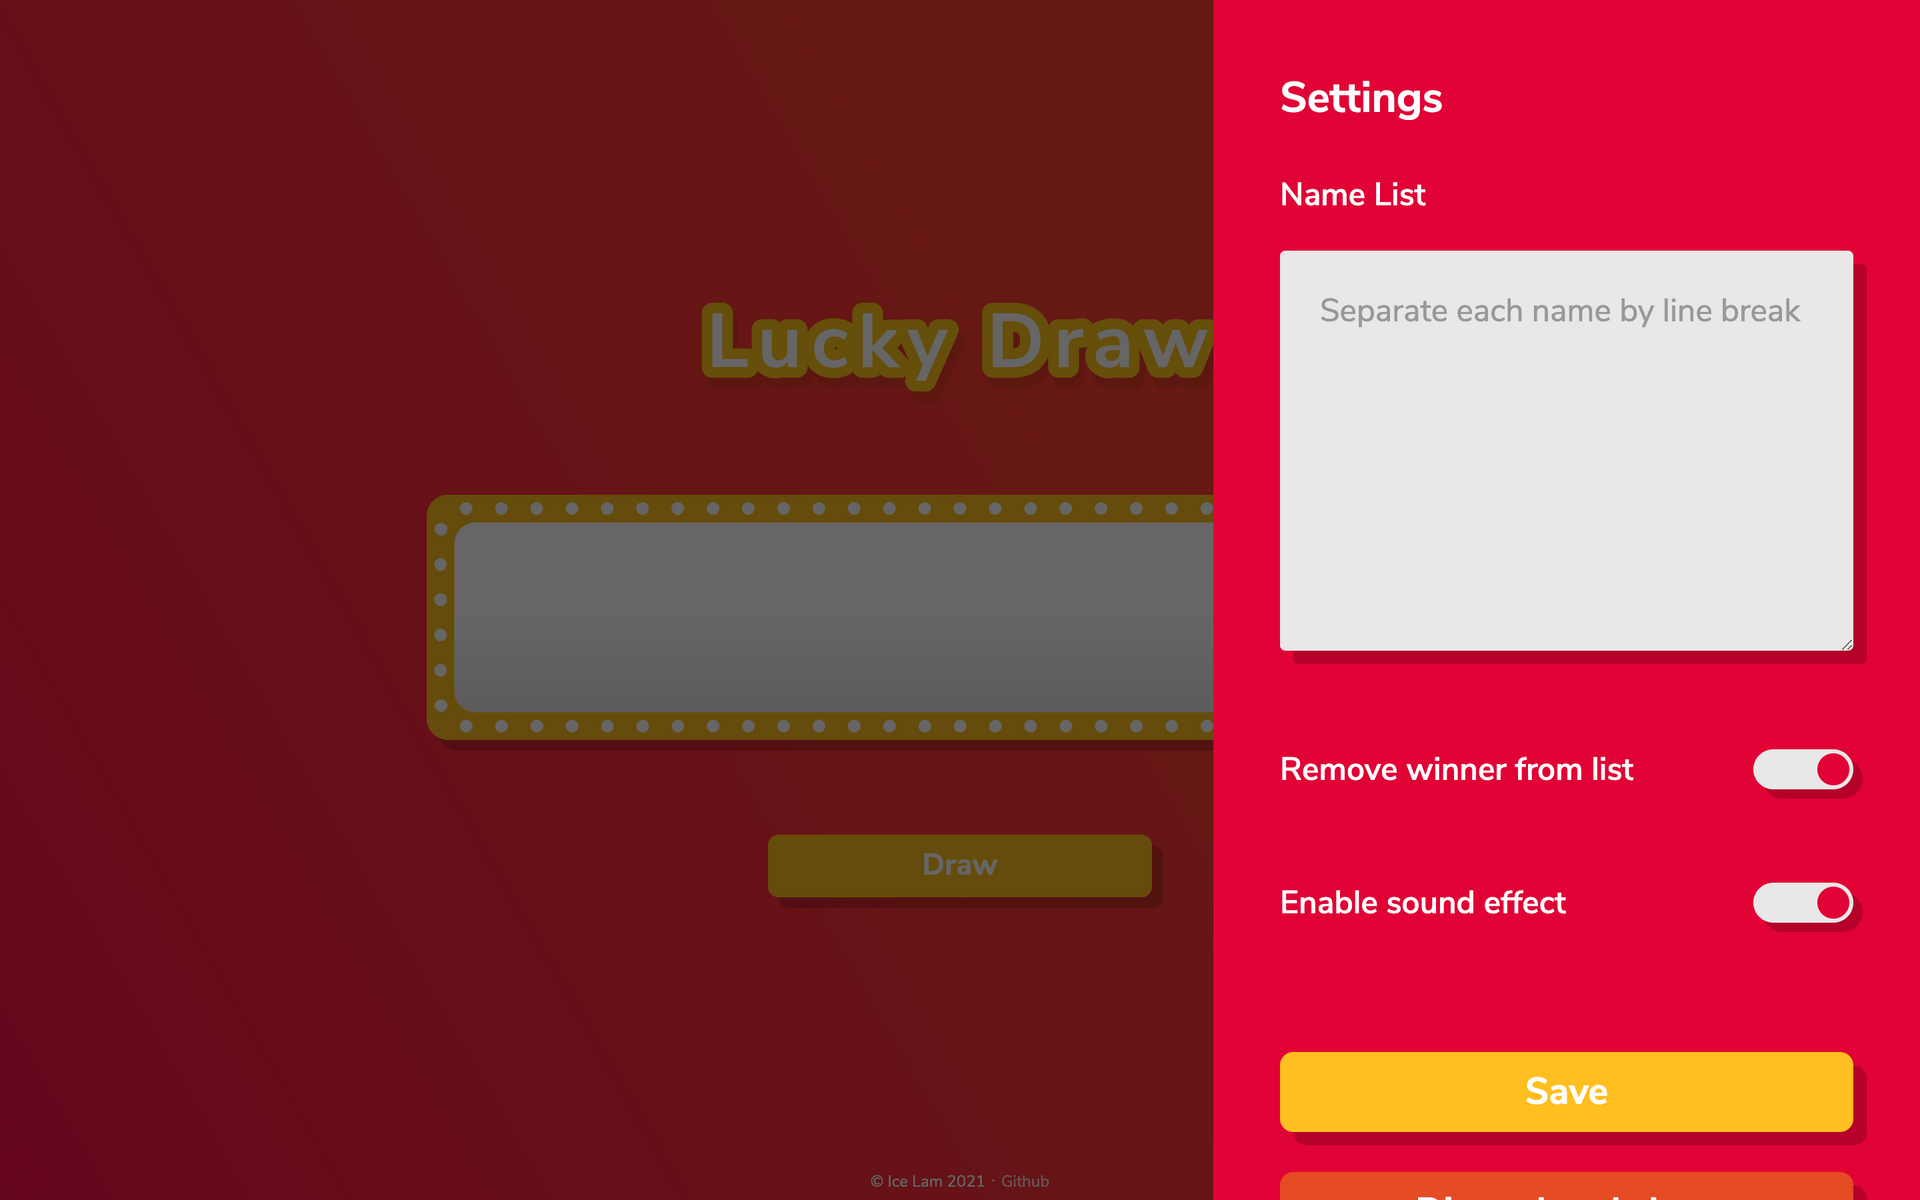 Lucky Draw
Draw
© Ice Lam 2021 · Github
Settings
Name List
Separate each name by line break
Remove winner from list
Enable sound effect
Save